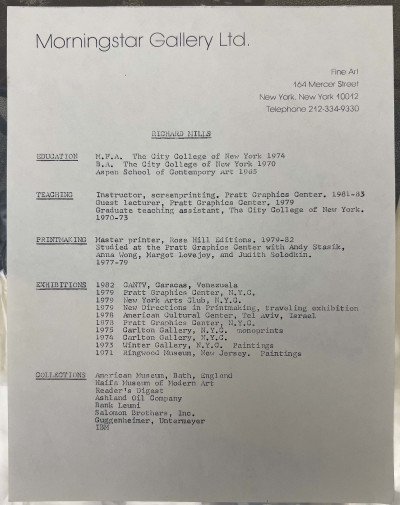 Morningstar Gallery Ltd.
Fine Art
164 Mercer Street
New York, New York 10012
Telephone 212-334-9330
RICHARD MILLS
EDUCATION M.F.A. The City College of New York 1974
B.A. The City College of New York 1970
Aspen School of Contempory Art 1965
TEACHING Instructor, screenprinting, Pratt Graphics Center, 1981-83
Guest lecturer, Pratt Graphics Center, 1979
Graduate teaching assistant, The City College of New York.
1970-73
PRINTMAKING Master printer, Rose Hill Editions, 1979-82
Studied at the Pratt Graphics Center with Andy Stasik,
Anna Wong, Margot Lovejoy, and Judith Solodkin.
1977-79
EXHIBITIONS 1982 CANTV, Caracas, Venezuela
1979 Pratt Graphics Center, N.Y.C.
1979 New York Arts Club, N.Y.C.
1979 New Directions in Printmaking, traveling exhibition
1978 American Cultural Center, Tel Aviv, Israel
1978 Pratt Graphics Center, N.Y.C.
1975 Carlton Gallery, N.Y.C. monoprints
1974 Carlton Gallery, N.Y.C.
1973 Winter Gallery, N.Y.C. Paintings
1971 Ringwood Museum, New Jersey. Paintings
COLLECTIONS American Museum, Bath, England
Haifa Museum of Modern Art
Reader's Digest
Ashland Oil Company
Bank Leumi
Salomon Brothers, Inc.
Guggenheimer, Untermyer
IBM